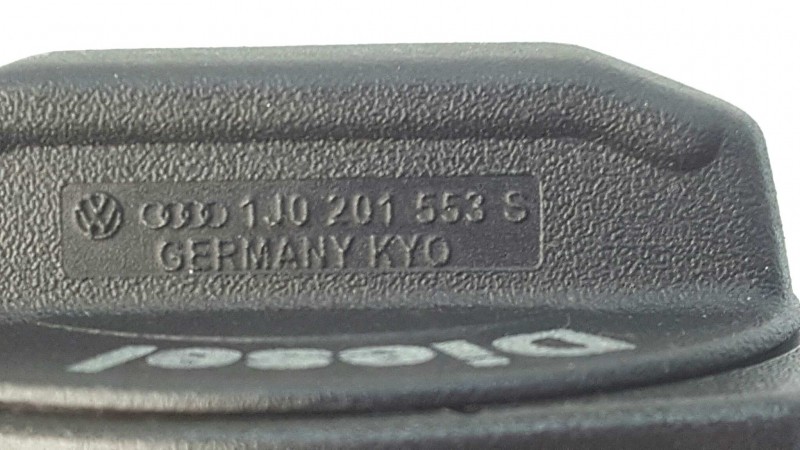 1J0 201 553 S
GERMANY KYO
Diesel